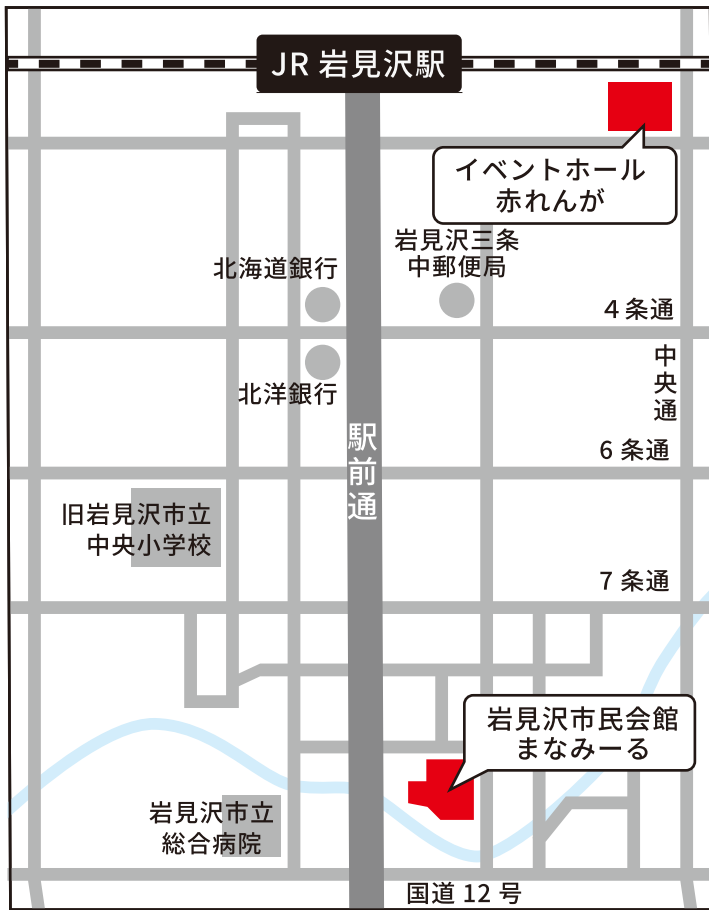 JR 岩見沢駅
イベントホール
赤れんが
岩見沢三条
中郵便局
北海道銀行
4条通
中央通
北洋銀行
駅前通
6条通
旧岩見沢市立
中央小学校
7条通
岩見沢市民会館
まなみーる
岩見沢市立
総合病院
国道12号